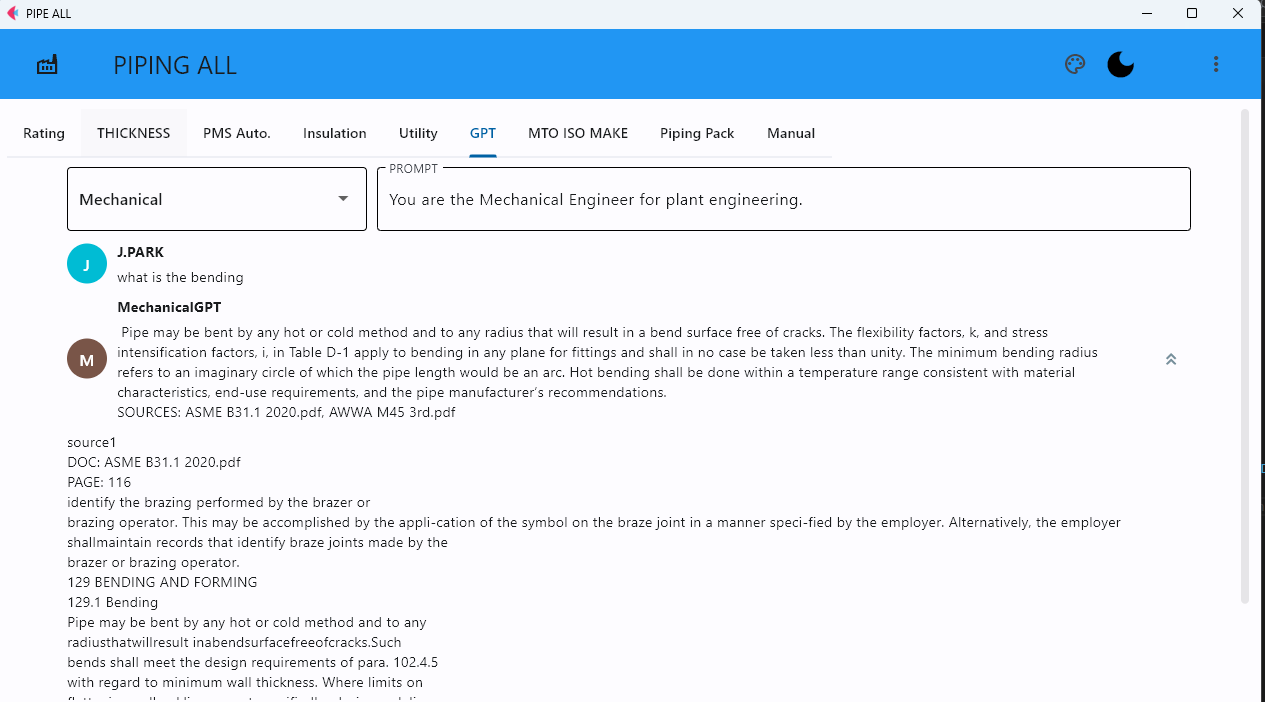 PIPE ALL
PIPING ALL
Rating THICKNESS PMS Auto. Insulation Utility GPT MTO ISO MAKE Piping Pack Manual
Mechanical
PROMPT
You are the Mechanical Engineer for plant engineering.
J
J.PARK
what is the bending
MechanicalGPT
M
Pipe may be bent by any hot or cold method and to any radius that will result in a bend surface free of cracks. The flexibility factors, k, and stress
intensification factors, i, in Table D-1 apply to bending in any plane for fittings and shall in no case be taken less than unity. The minimum bending radius
refers to an imaginary circle of which the pipe length would be an arc. Hot bending shall be done within a temperature range consistent with material
characteristics, end-use requirements, and the pipe manufacturer's recommendations.
SOURCES: ASME B31.1 2020.pdf, AWWA M45 3rd.pdf
source1
DOC: ASME B31.1 2020.pdf
PAGE: 116
identify the brazing performed by the brazer or
brazing operator. This may be accomplished by the appli-cation of the symbol on the braze joint in a manner speci-fied by the employer. Alternatively, the employer
shallmaintain records that identify braze joints made by the
brazer or brazing operator.
129 BENDING AND FORMING
129.1 Bending
Pipe may be bent by any hot or cold method and to any
radiusthatwillresult inabendsurfacefreeofcracks.Such
bends shall meet the design requirements of para. 102.4.5
with regard to minimum wall thickness. Where limits on